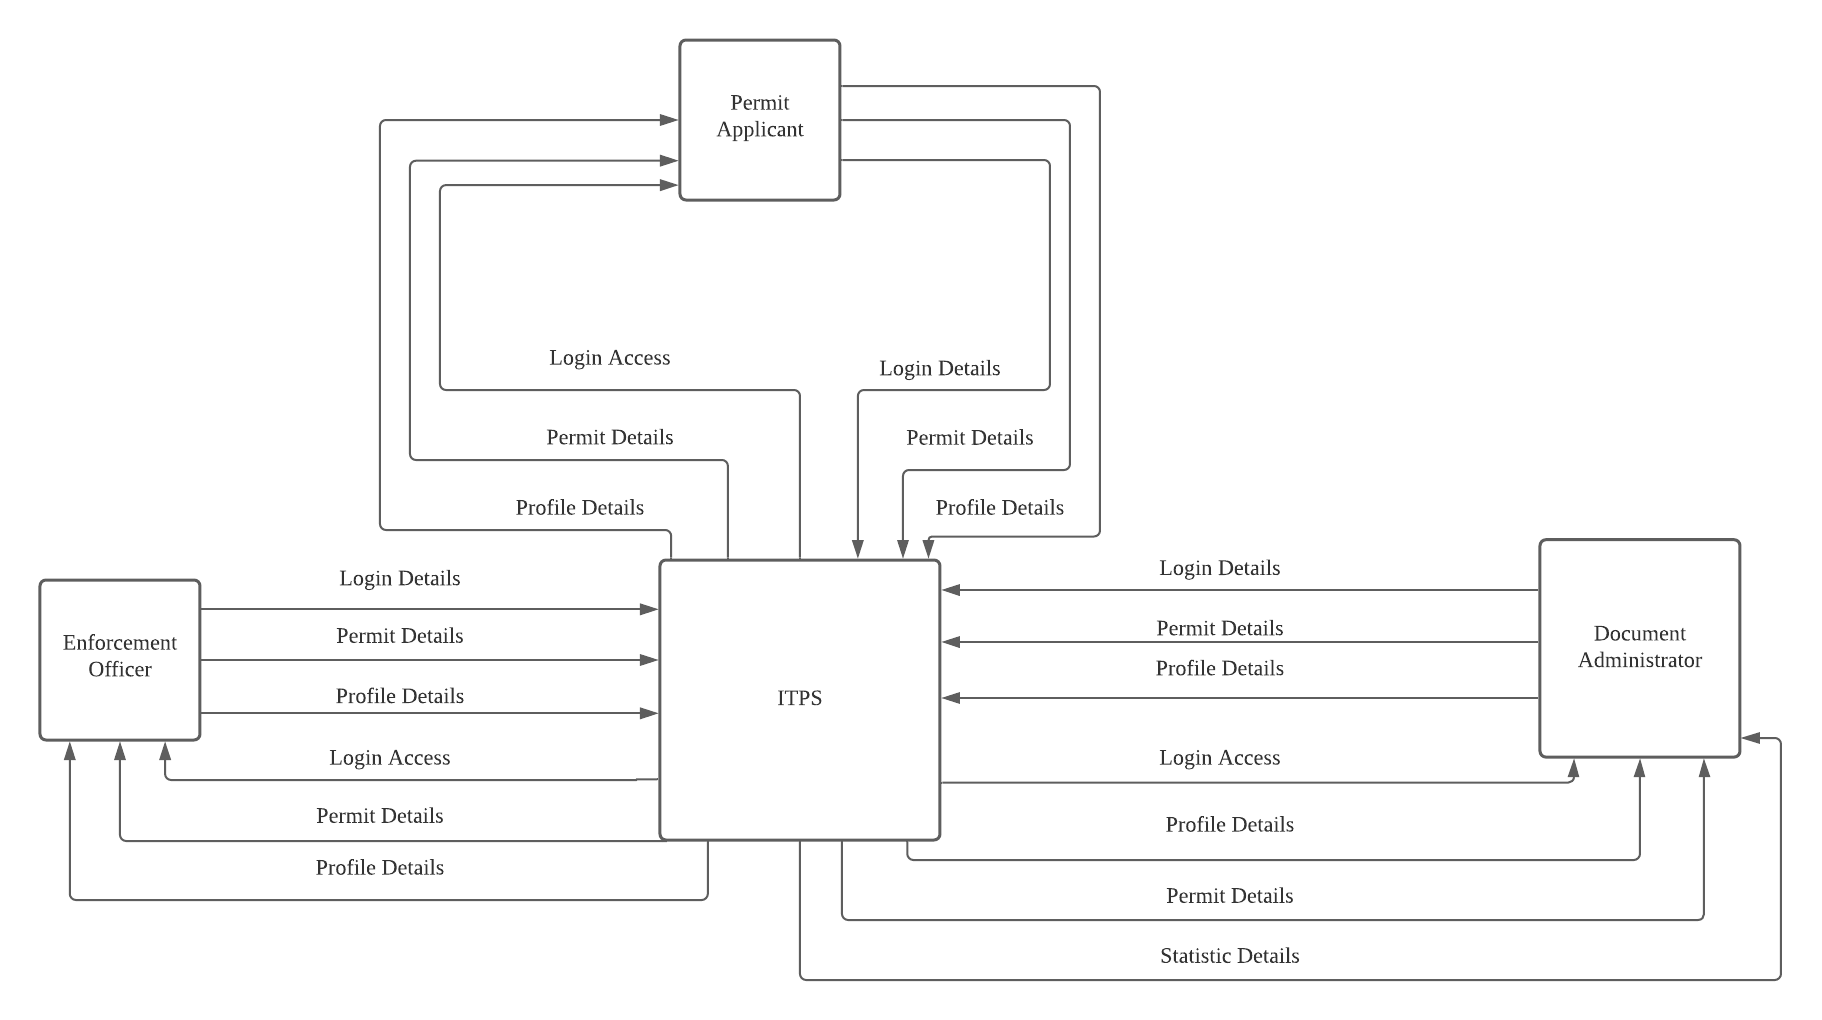 Permit
Applicant
Login Access
Login Details
Permit Details
Permit Details
Profile Details
Profile Details
Login Details
Login Details
Permit Details
Permit Details
Enforcement
Officer
Document
Administrator
Profile Details
Profile Details
ITPS
Login Access
Login Access
Permit Details
Profile Details
Profile Details
Permit Details
Statistic Details